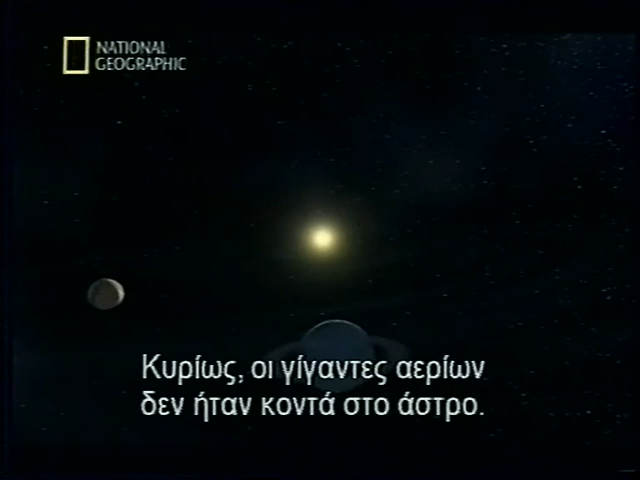 NATIONAL
GEOGRAPHIC
Κυρίως, οι γίγαντες αερίων
δεν ήταν κοντά στο άστρο.